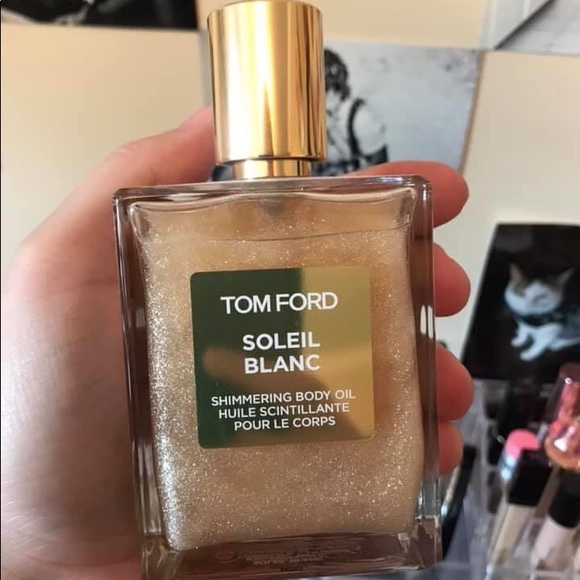 TOM FORD
SOLEIL
BLANC
SHIMMERING BODY OIL
HUILE SCINTILLANTE
POUR LE CORPS